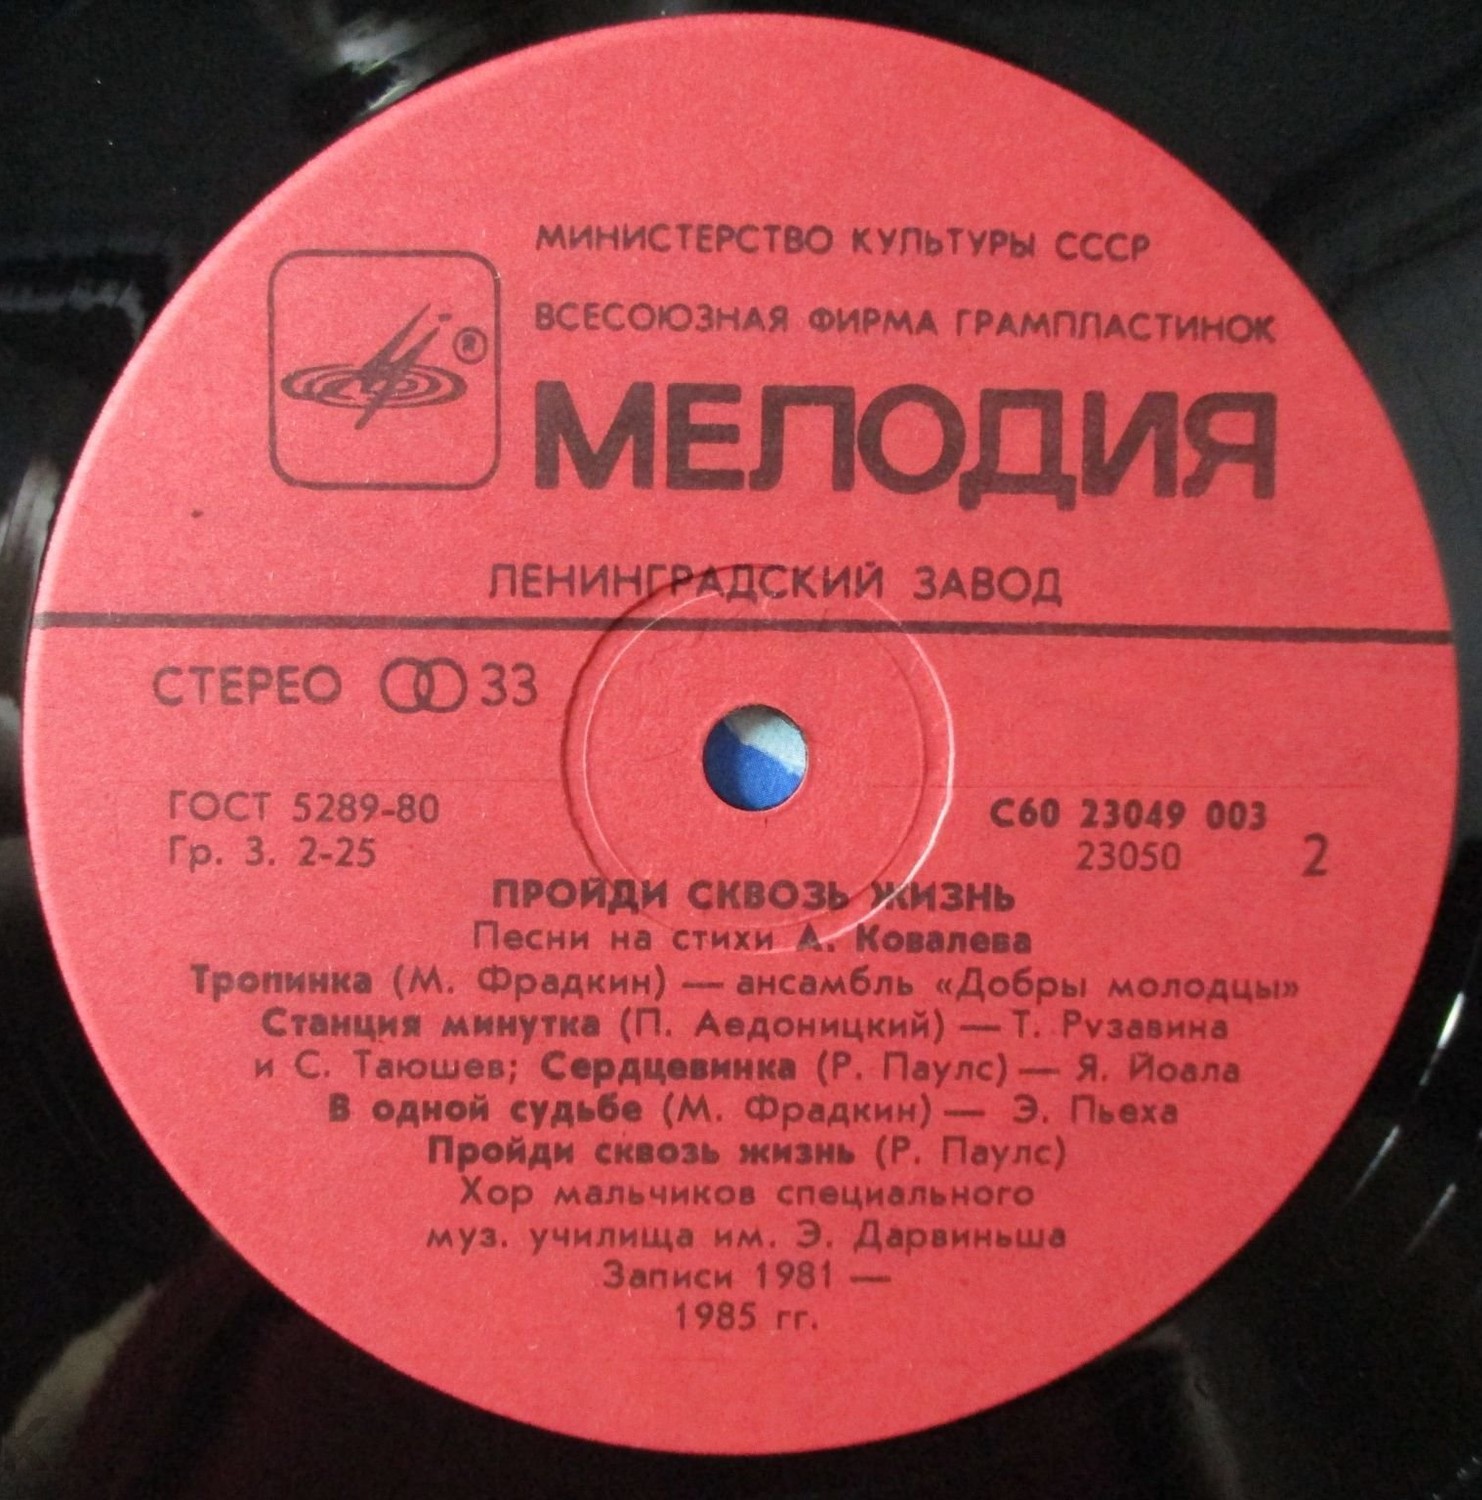 МИНИСТЕРСТВО КУЛЬТУРЫ СССР
ВСЕСОЮЗНАЯ ФИРМА ГРАМПЛАСТИНОК
®
МЕЛОДИЯ
ЛЕНИНГРАДСКИЙ ЗАВОД
СТЕРЕО 33
ГОСТ 5289-80
Гр. 3. 2-25
С60 23049 003
23050
2
ПРОЙДИ СКВОЗЬ ЖИЗНЬ
Песни на стихи А. Ковалева
Тропинка (М. Фрадкин) — ансамбль «Добры молодцы»
Станция минутка (П. Аедоницкий) — Т. Рузавина
и С. Таюшев; Сердцевинка (Р. Паулс) — Я. Йоала
В одной судьбе (М. Фрадкин) — Э. Пьеха
Пройди сквозь жизнь (Р. Паулс)
Хор мальчиков специального
муз. училища им. Э. Дарвиньша
Записи 1981 —
1985 гг.